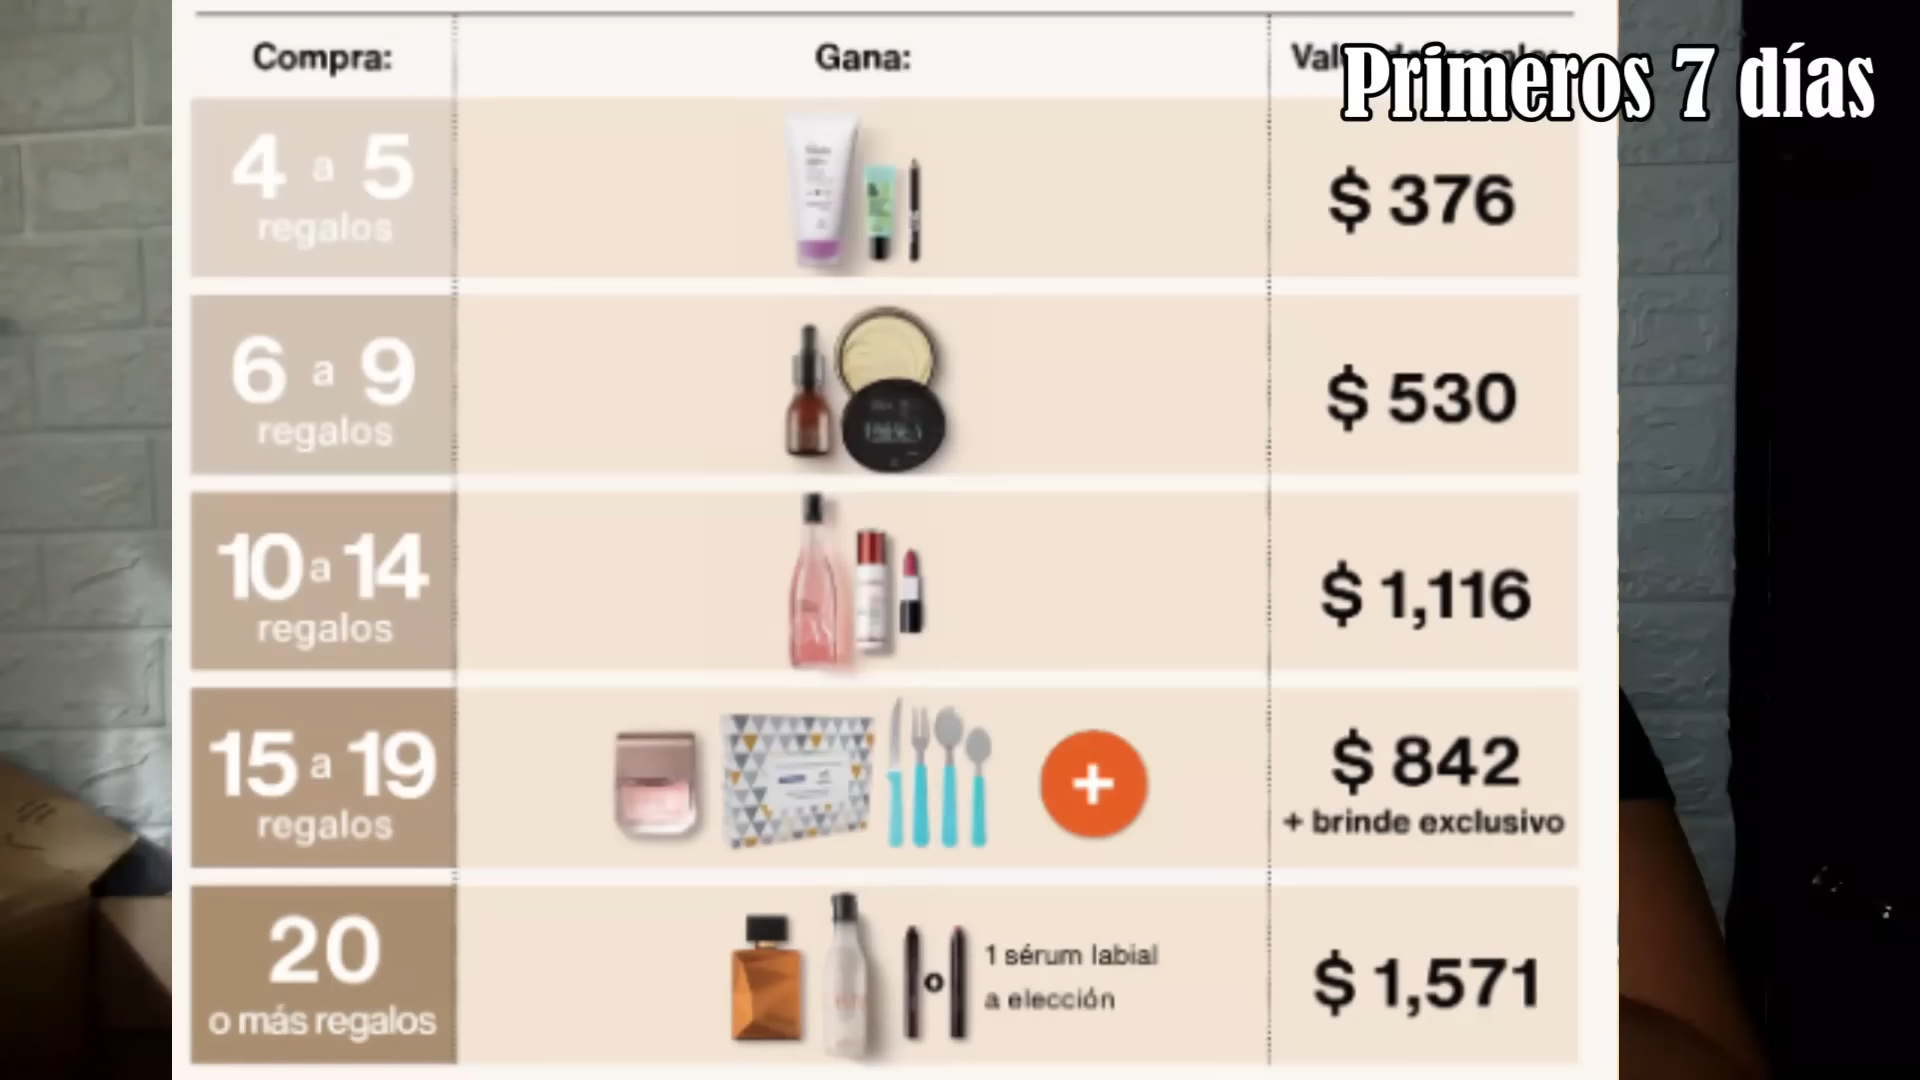 Compra:
Gana:
Primeros 7 días
4 a 5
regalos
$ 376
6 a 9
regalos
$ 530
10 a 14
regalos
$ 1,116
15 a 19
regalos
$ 842
+ brinde exclusivo
20
o más regalos
1 sérum labial
a elección
o
$ 1,571